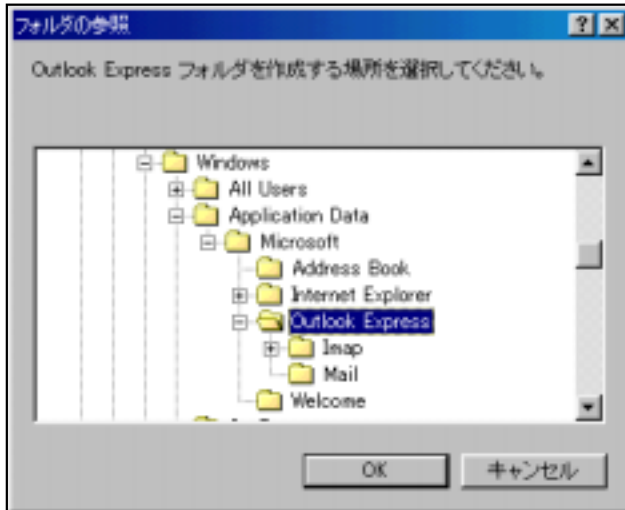 フォルダの参照
Outlook Express フォルダを作成する場所を選択してください。
Windows
All Users
Application Data
Microsoft
Address Book
Internet Explorer
Outlook Express
Imap
Mail
Welcome
OK
キャンセル